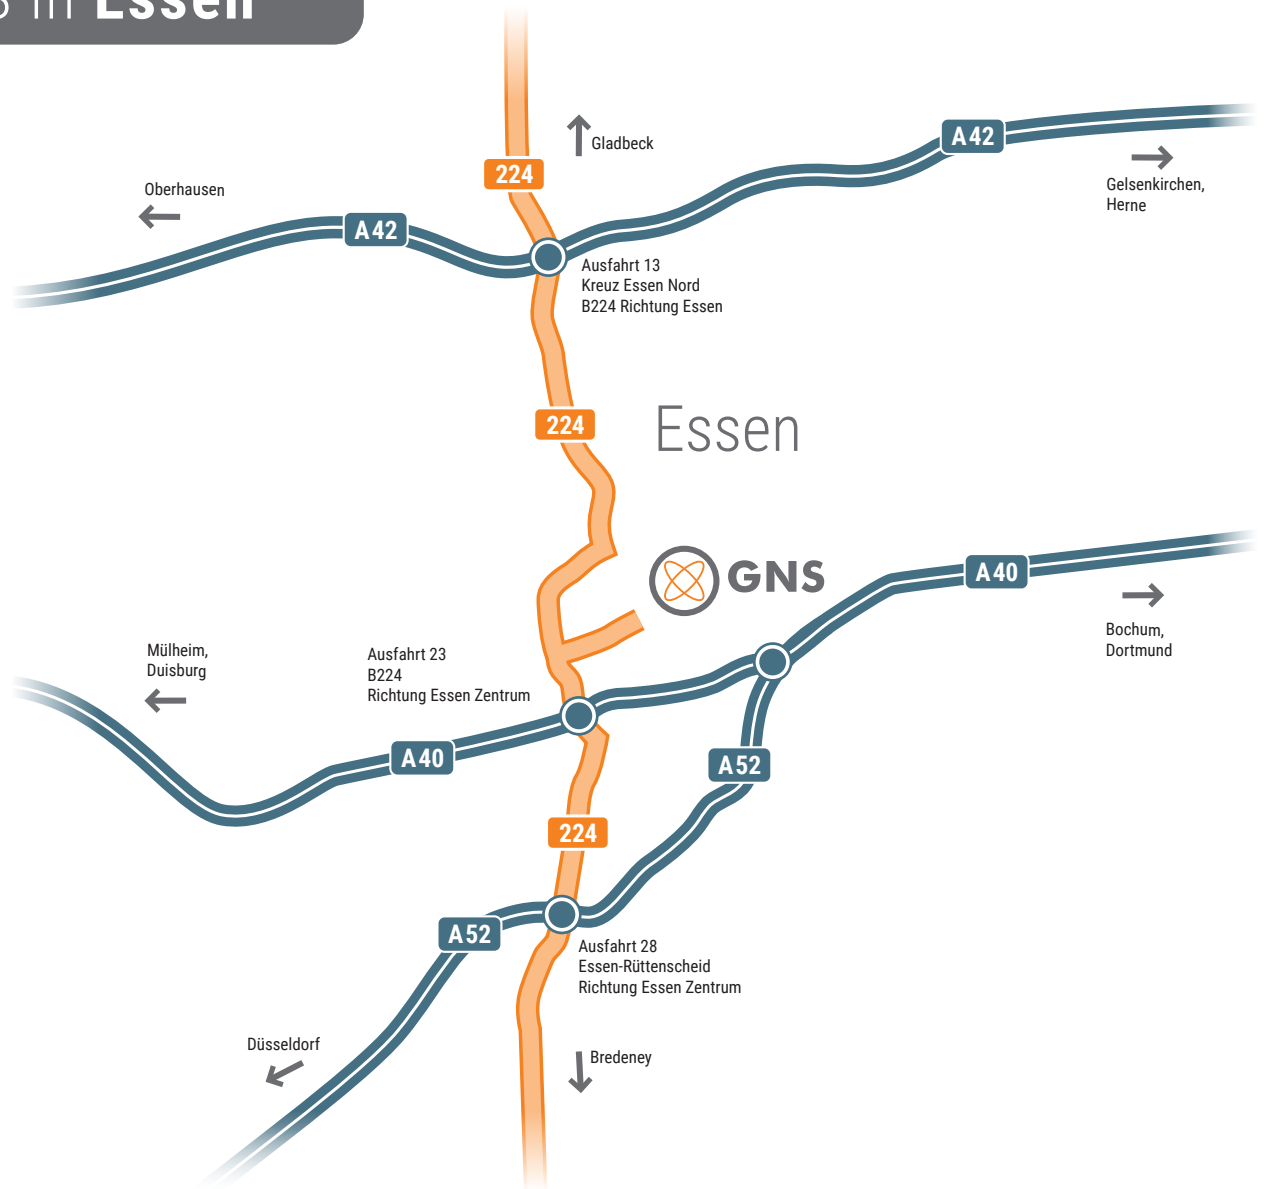 in Essen
Gladbeck
A42
224
Gelsenkirchen,
Herne
Oberhausen
A42
Ausfahrt 13
Kreuz Essen Nord
B224 Richtung Essen
224
Essen
GNS
A40
Bochum,
Dortmund
Mülheim,
Duisburg
Ausfahrt 23
B224
Richtung Essen Zentrum
A40
A52
224
A52
Ausfahrt 28
Essen-Rüttenscheid
Richtung Essen Zentrum
Düsseldorf
Bredeney